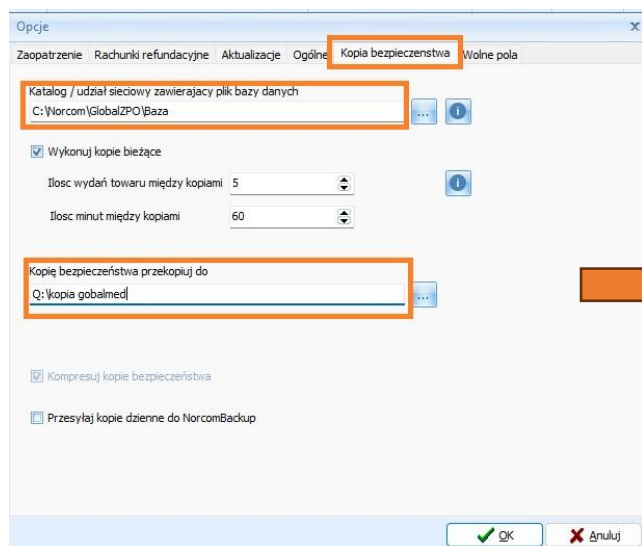 Opcje
x
Zaopatrzenie Rachunki refundacyjne Aktualizacje Ogólne Kopia bezpieczenstwa Wolne pola
Katalog / udział sieciowy zawierajacy plik bazy danych
C:\Norcom\GlobalZPO\Baza
... i
Wykonuj kopie bieżące
Ilosc wydań towaru między kopiami 5
i
Ilosc minut między kopiami 60
Kopię bezpieczeństwa przekopiuj do
Q:\kopia gobalmed
...
Kompresuj kopie bezpieczeństwa
Przesyłaj kopie dzienne do NorcomBackup
OK Anuluj